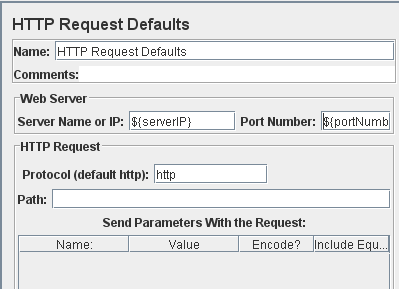 HTTP Request Defaults
Name: HTTP Request Defaults
Comments:
Web Server
Server Name or IP: ${serverIP} Port Number: ${portNumb
HTTP Request
Protocol (default http): http
Path:
Send Parameters With the Request:
Name: Value Encode? Include Equ...